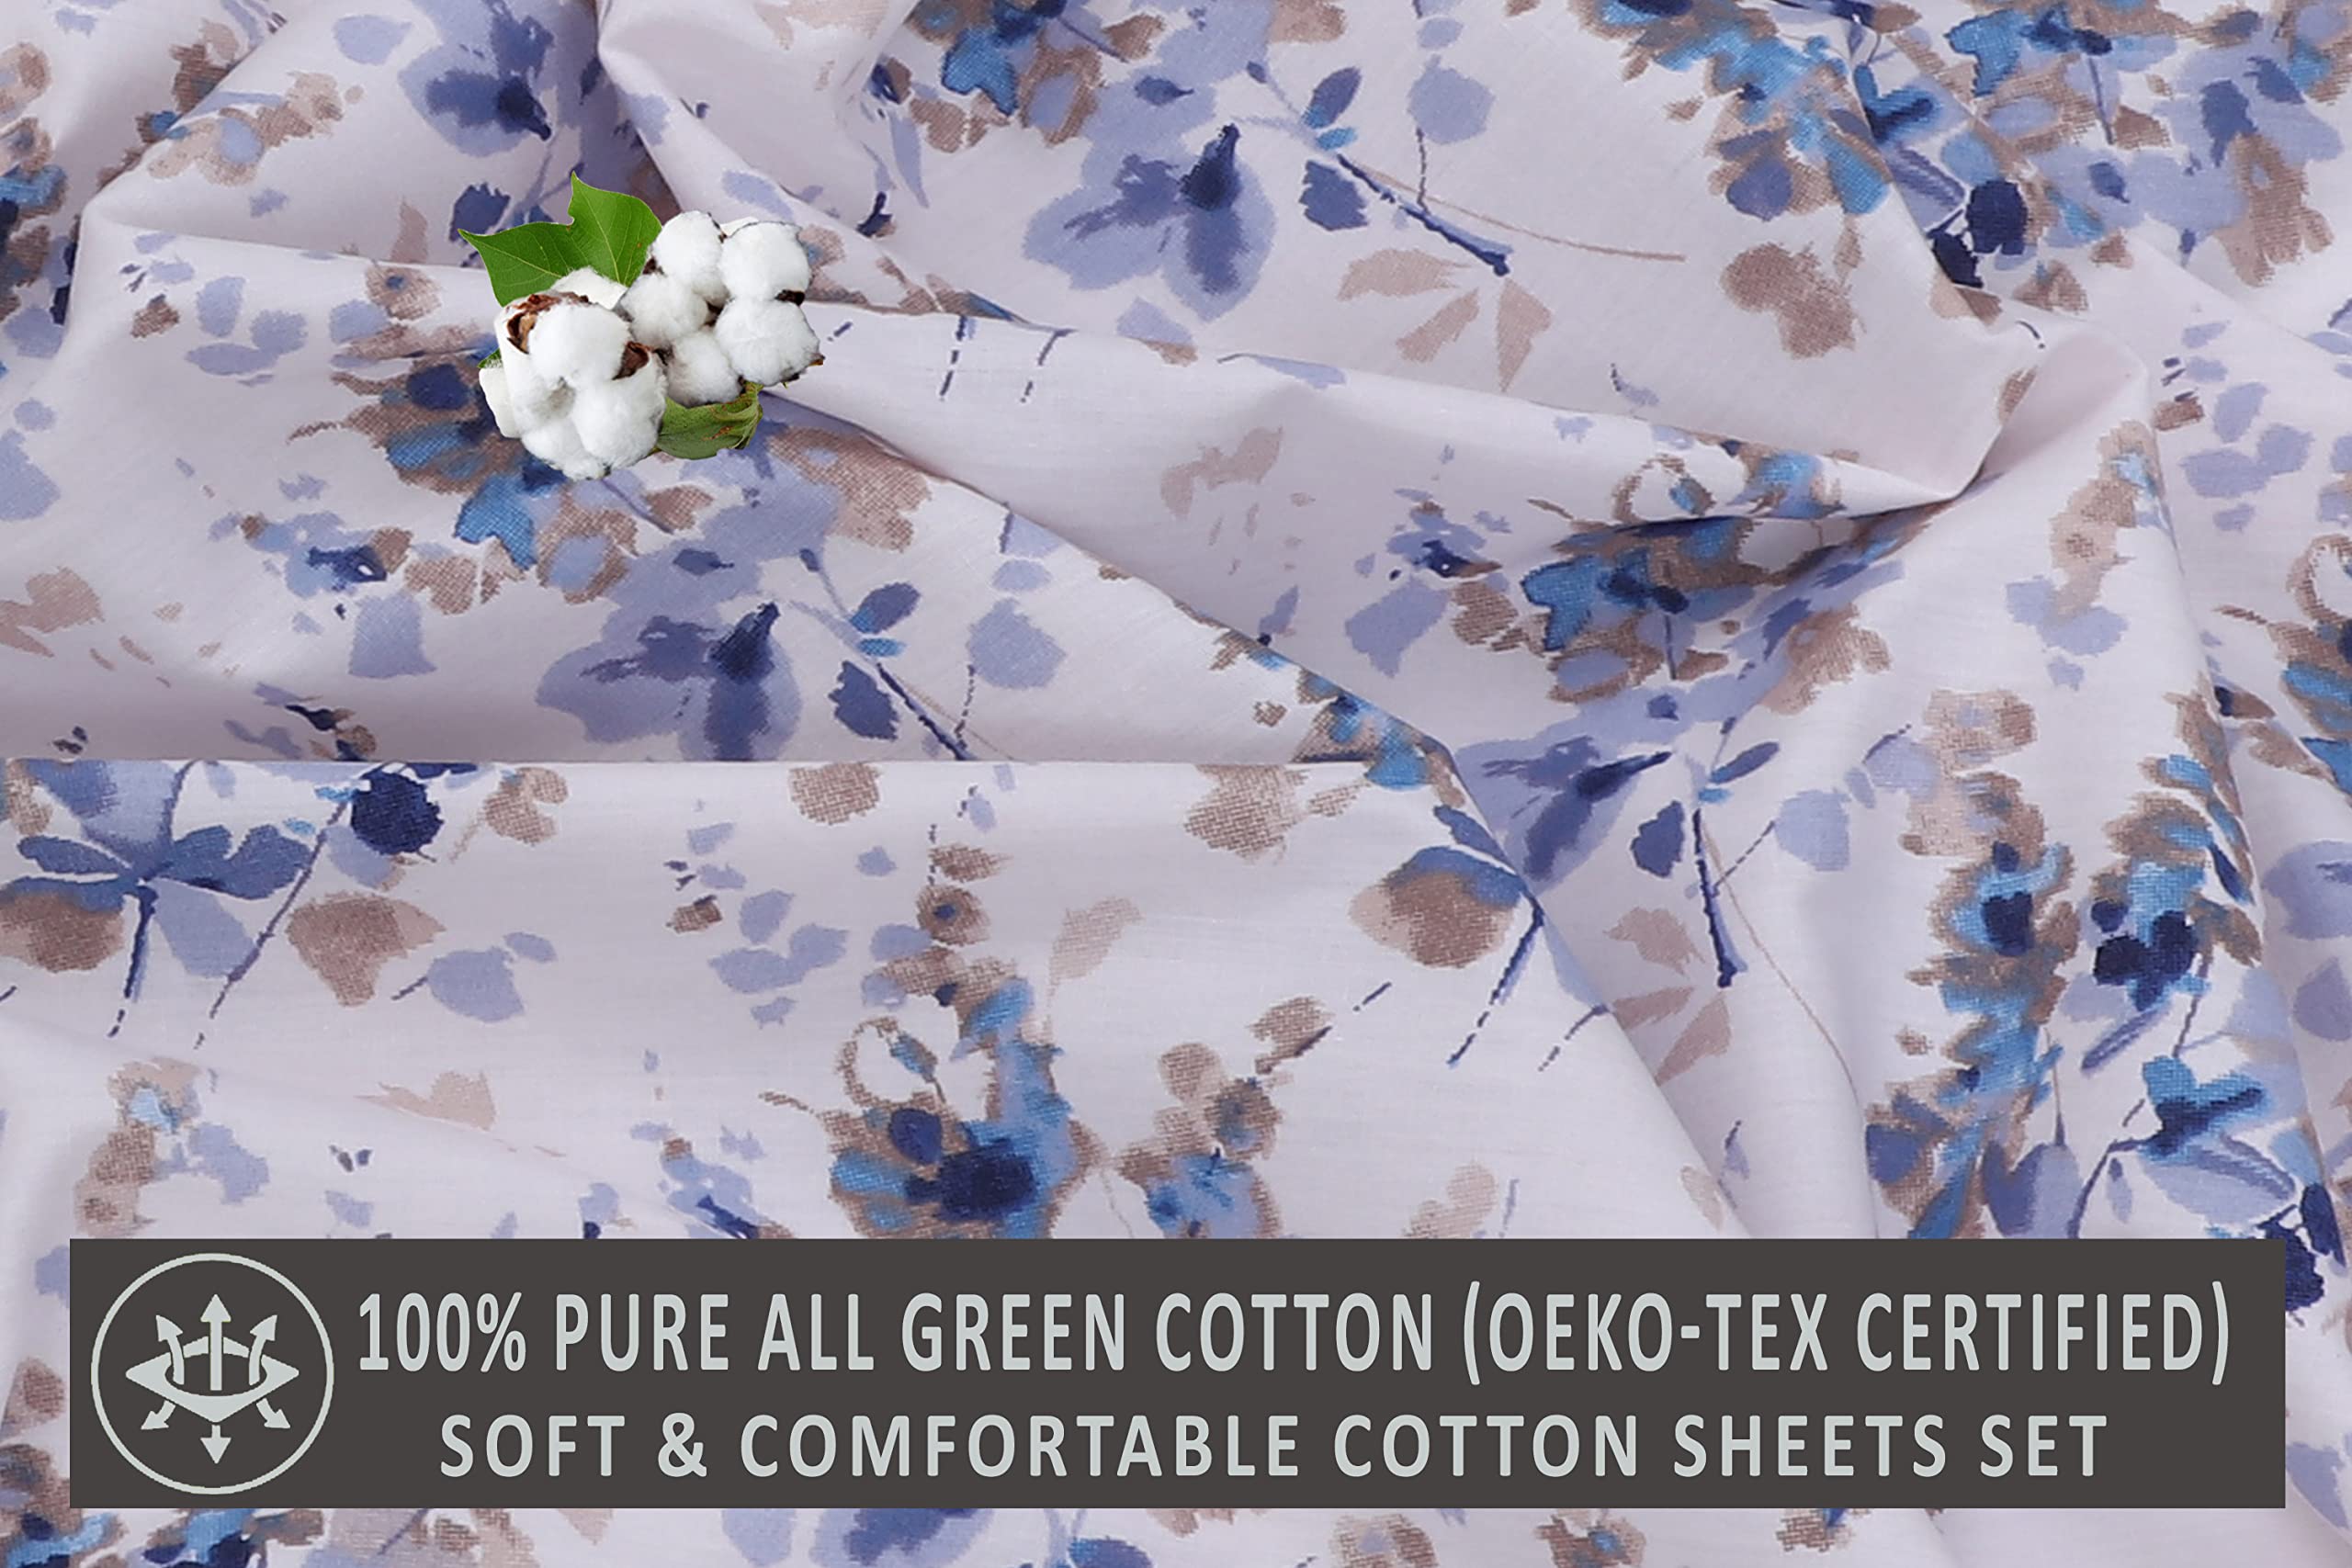 100% PURE ALL GREEN COTTON (OEKO-TEX CERTIFIED)
SOFT & COMFORTABLE COTTON SHEETS SET